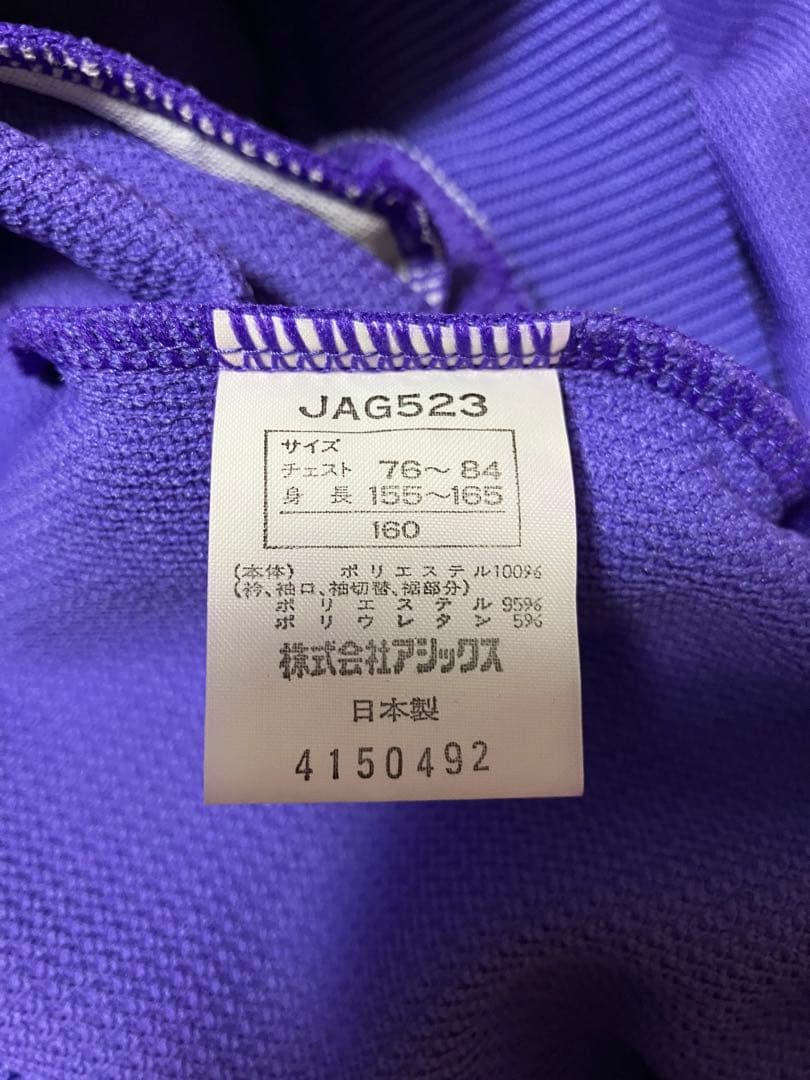 JAG523
サイズ
チェスト 76～84
身長 155～165
160
(本体) ポリエステル100%
(衿、袖口、袖切替、裾部分)
ポリエステル 95%
ポリウレタン 5%
株式会社アシックス
日本製
4150492